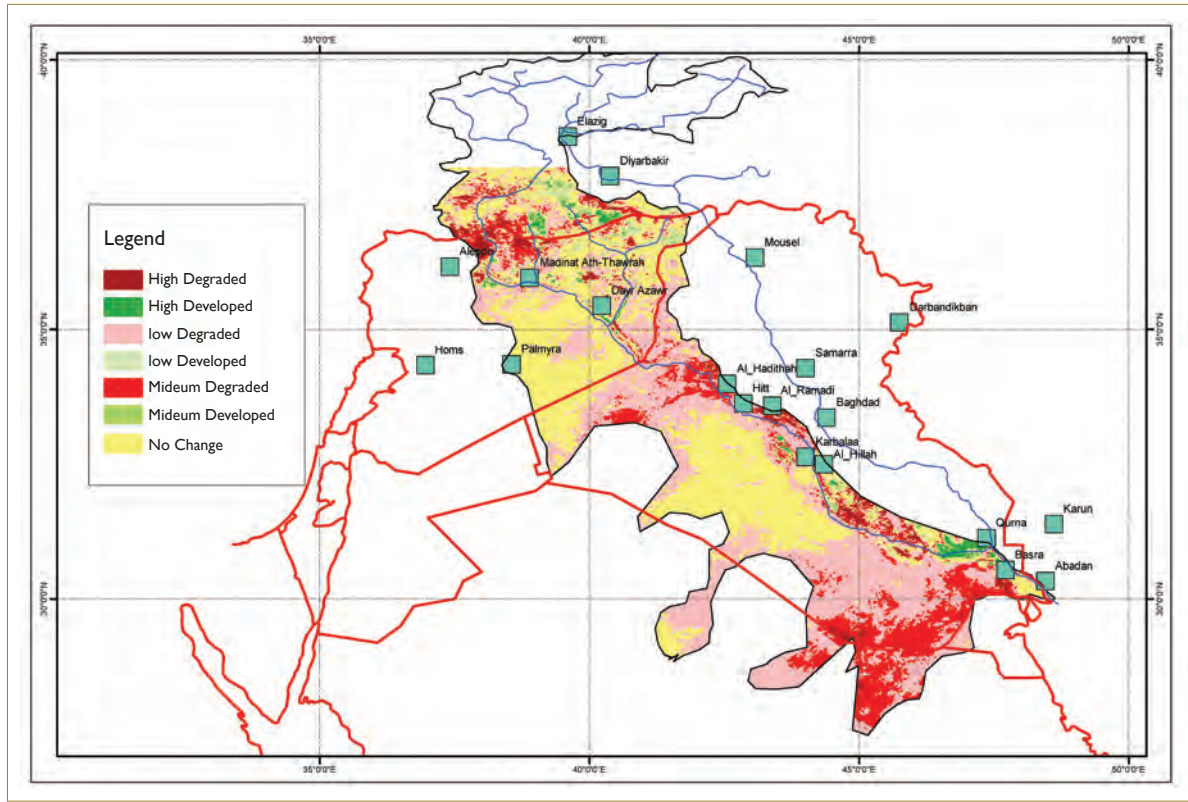 35°0'0"E
40°0'0"E
45°0'0"E
50°0'0"E
40°0'0"N
40°0'0"N
Elazig
Diyarbakir
Legend
High Degraded
High Developed
low Degraded
low Developed
Mideum Degraded
Mideum Developed
No Change
Aleppo
Madinat Ath-Thawrah
Mousel
Dayr Azawr
Darbandikban
35°0'0"N
35°0'0"N
Homs
Palmyra
Samarra
Al_Hadithah
Hitt
Al_Ramadi
Baghdad
Karbalaa
Al_Hillah
Karun
Qurna
Basra
Abadan
30°0'0"N
30°0'0"N
35°0'0"E
40°0'0"E
45°0'0"E
50°0'0"E